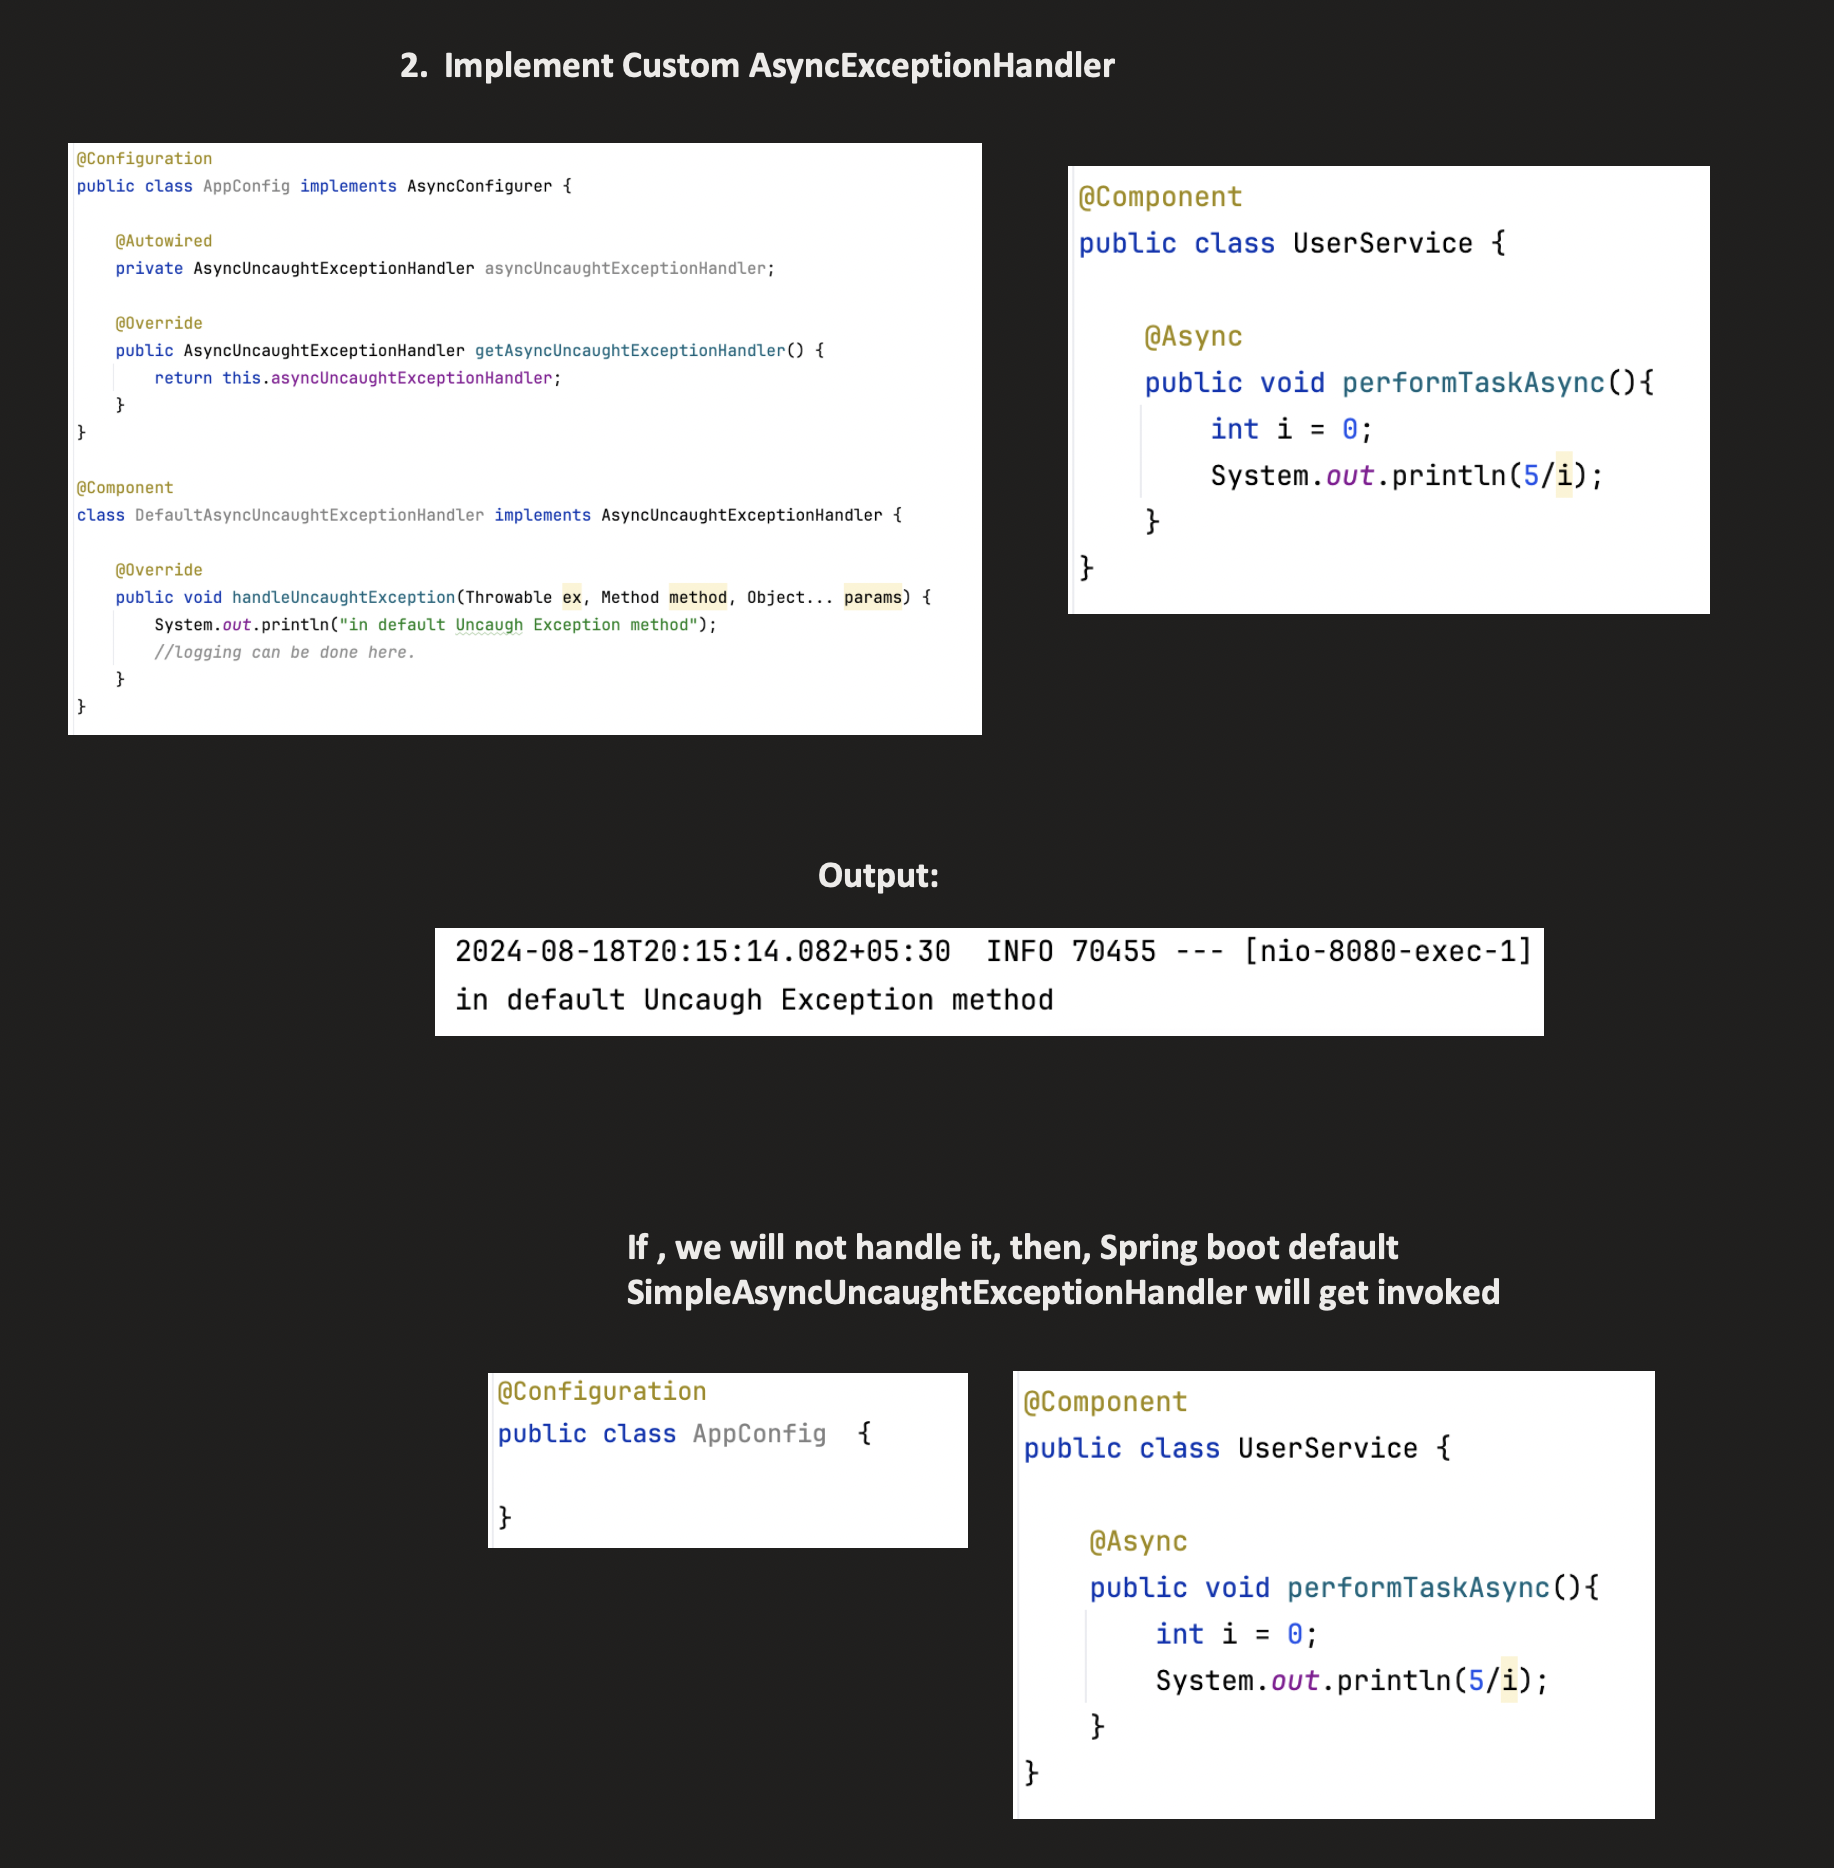 2. Implement Custom AsyncExceptionHandler
@Configuration
public class AppConfig implements AsyncConfigurer {
@Autowired
private AsyncUncaughtExceptionHandler asyncUncaughtExceptionHandler;
@Override
public AsyncUncaughtExceptionHandler getAsyncUncaughtExceptionHandler() {
return this.asyncUncaughtExceptionHandler;
}
}
@Component
class DefaultAsyncUncaughtExceptionHandler implements AsyncUncaughtExceptionHandler {
@Override
public void handleUncaughtException(Throwable ex, Method method, Object... params) {
System.out.println("in default Uncaugh Exception method");
//logging can be done here.
}
}
@Component
public class UserService {
@Async
public void performTaskAsync(){
int i = 0;
System.out.println(5/i);
}
}
Output:
2024-08-18T20:15:14.082+05:30  INFO 70455 --- [nio-8080-exec-1]
in default Uncaugh Exception method
If , we will not handle it, then, Spring boot default
SimpleAsyncUncaughtExceptionHandler will get invoked
@Configuration
public class AppConfig  {
}
@Component
public class UserService {
@Async
public void performTaskAsync(){
int i = 0;
System.out.println(5/i);
}
}